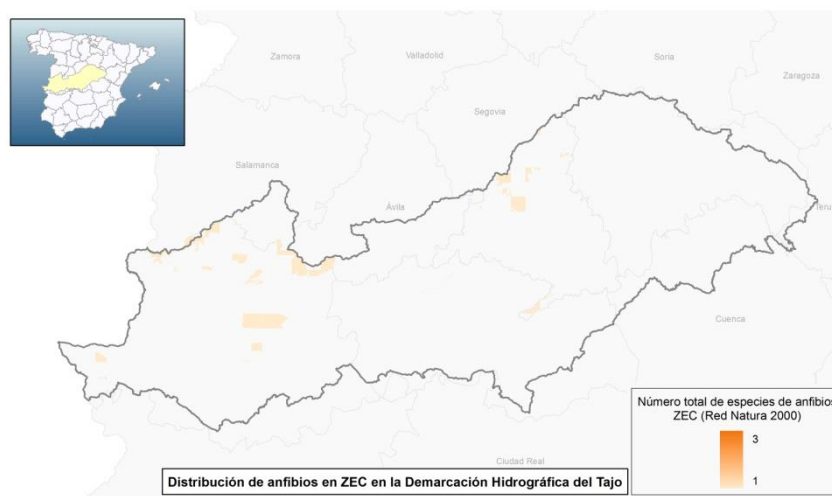 Zamora
Valladolid
Soria
Zaragoza
Segovia
Salamanca
Ávila
Teru
Cuenca
Número total de especies de anfibios
ZEC (Red Natura 2000)
3
1
Ciudad Real
Distribución de anfibios en ZEC en la Demarcación Hidrográfica del Tajo